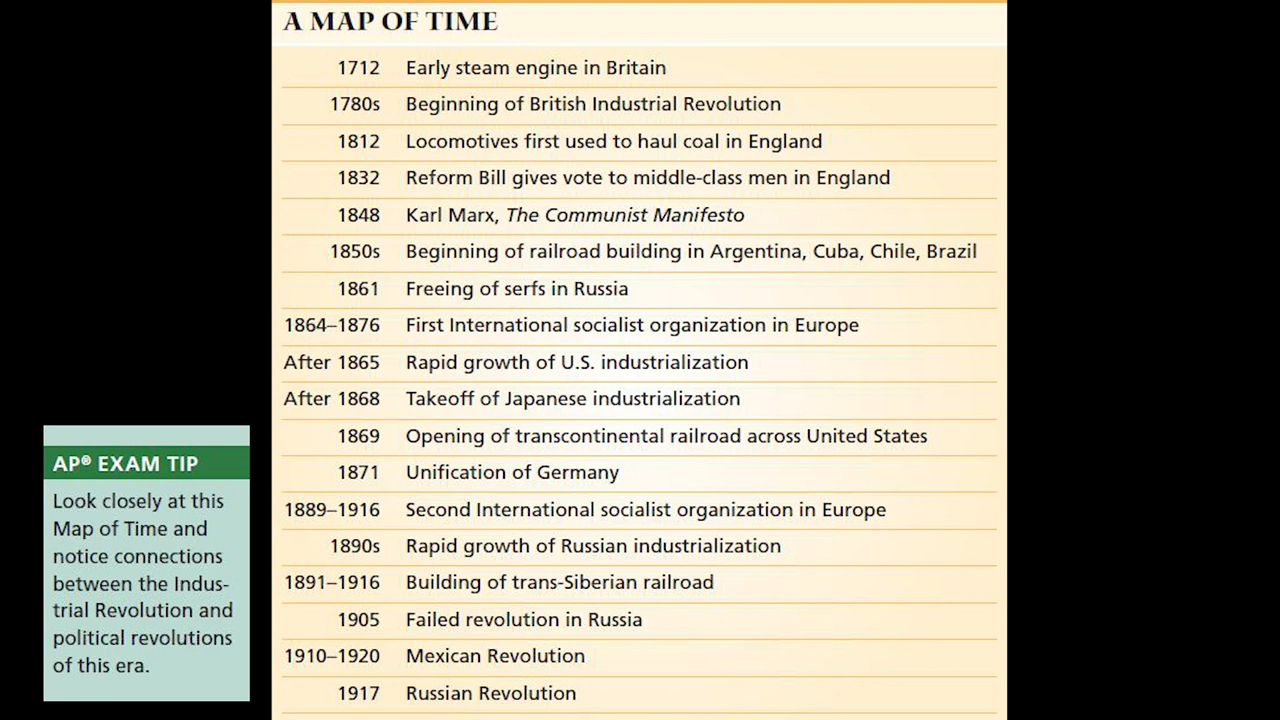 A MAP OF TIME
1712 Early steam engine in Britain
1780s Beginning of British Industrial Revolution
1812 Locomotives first used to haul coal in England
1832 Reform Bill gives vote to middle-class men in England
1848 Karl Marx, The Communist Manifesto
1850s Beginning of railroad building in Argentina, Cuba, Chile, Brazil
1861 Freeing of serfs in Russia
1864–1876 First International socialist organization in Europe
After 1865 Rapid growth of U.S. industrialization
After 1868 Takeoff of Japanese industrialization
1869 Opening of transcontinental railroad across United States
1871 Unification of Germany
1889–1916 Second International socialist organization in Europe
1890s Rapid growth of Russian industrialization
1891–1916 Building of trans-Siberian railroad
1905 Failed revolution in Russia
1910–1920 Mexican Revolution
1917 Russian Revolution
AP® EXAM TIP
Look closely at this
Map of Time and
notice connections
between the Indus-
trial Revolution and
political revolutions
of this era.